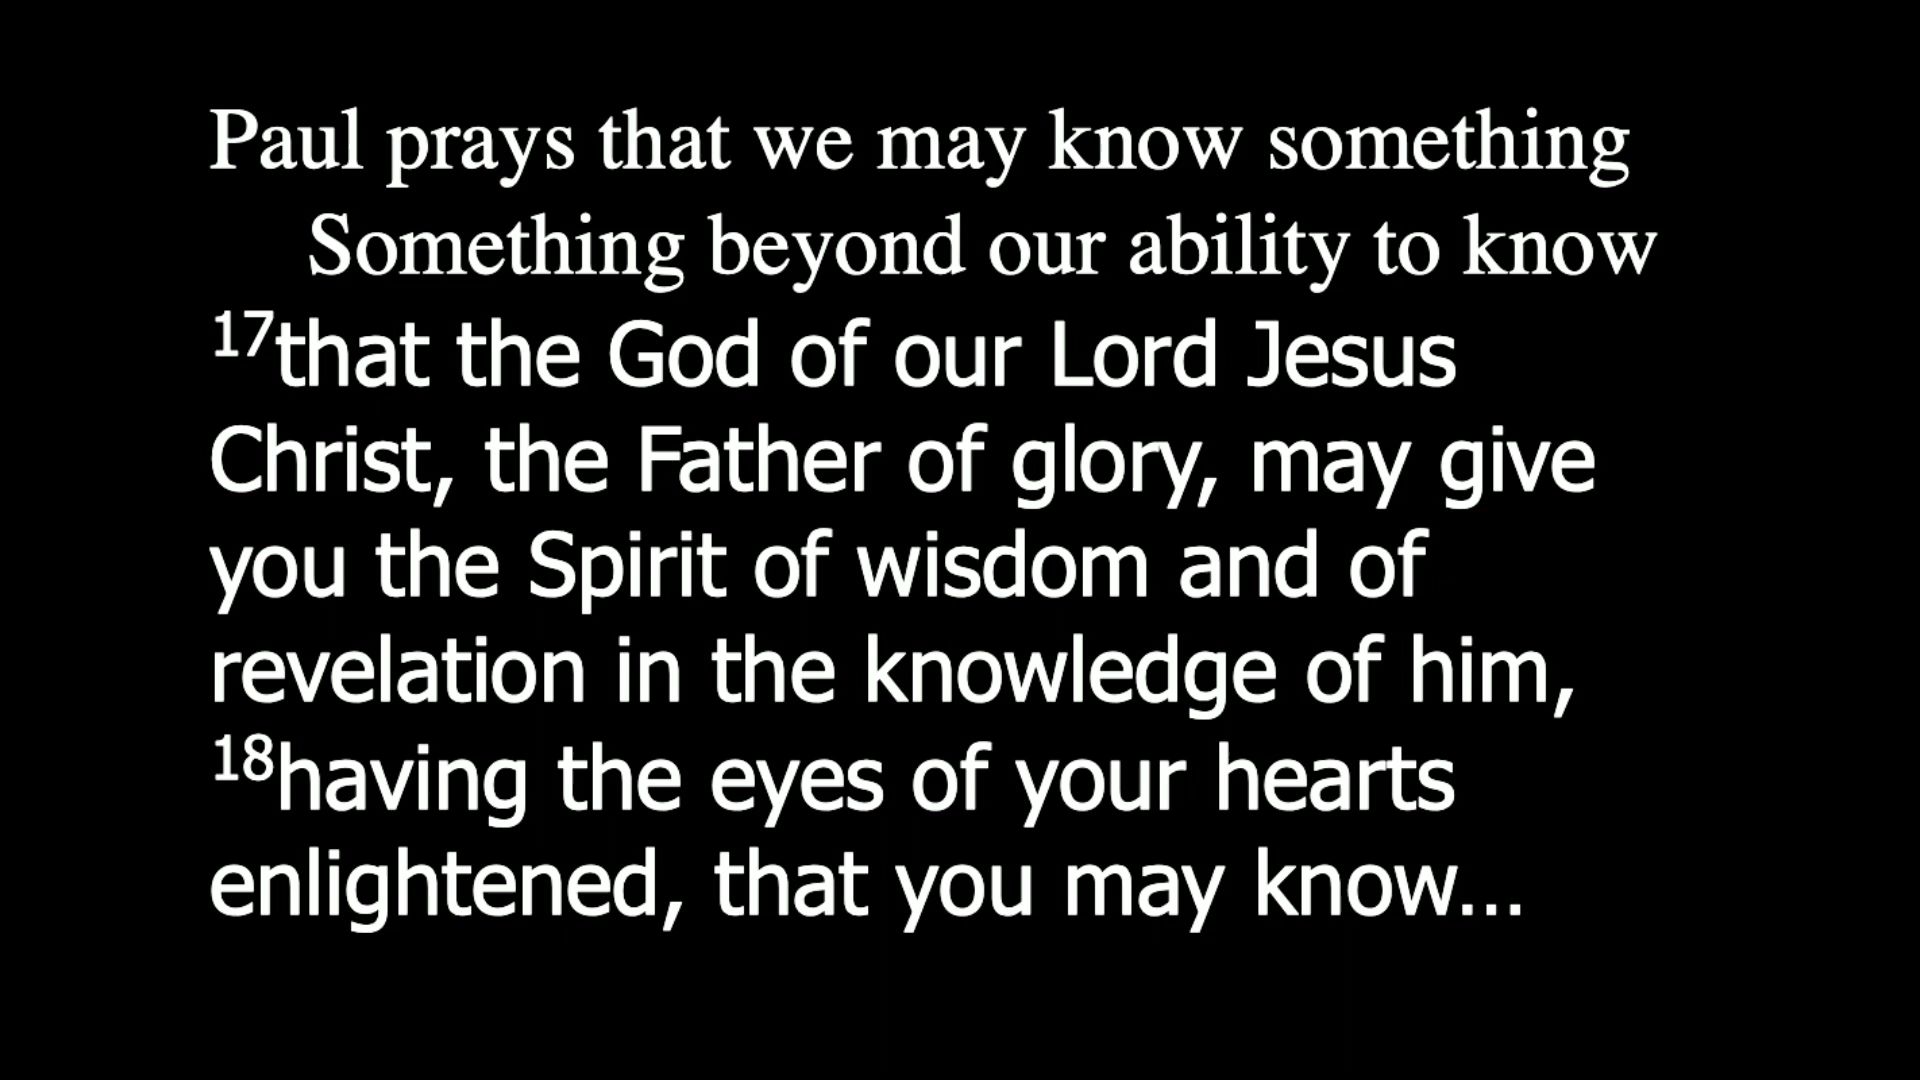 Paul prays that we may know something
Something beyond our ability to know
17that the God of our Lord Jesus
Christ, the Father of glory, may give
you the Spirit of wisdom and of
revelation in the knowledge of him,
18having the eyes of your hearts
enlightened, that you may know…